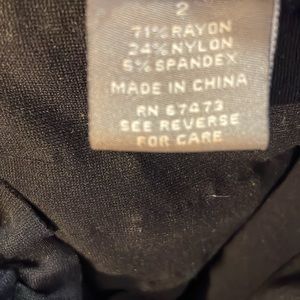 2
71% RAYON
24% NYLON
5% SPANDEX
MADE IN CHINA
RN 67473
SEE REVERSE
FOR CARE